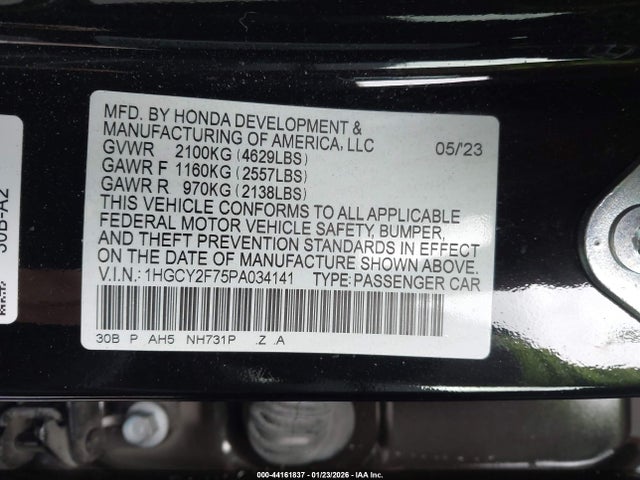 MFD. BY HONDA DEVELOPMENT &
MANUFACTURING OF AMERICA, LLC 05/'23
GVWR 2100KG (4629LBS)
GAWR F 1160KG (2557LBS)
GAWR R 970KG (2138LBS)
THIS VEHICLE CONFORMS TO ALL APPLICABLE
FEDERAL MOTOR VEHICLE SAFETY, BUMPER,
AND THEFT PREVENTION STANDARDS IN EFFECT
ON THE DATE OF MANUFACTURE SHOWN ABOVE.
V.I.N.: 1HGCY2F75PA034141 TYPE:PASSENGER CAR
30B P AH5 NH731P .Z .A
30B-A2
000-44161837 - 01/23/2026 - IAA Inc.